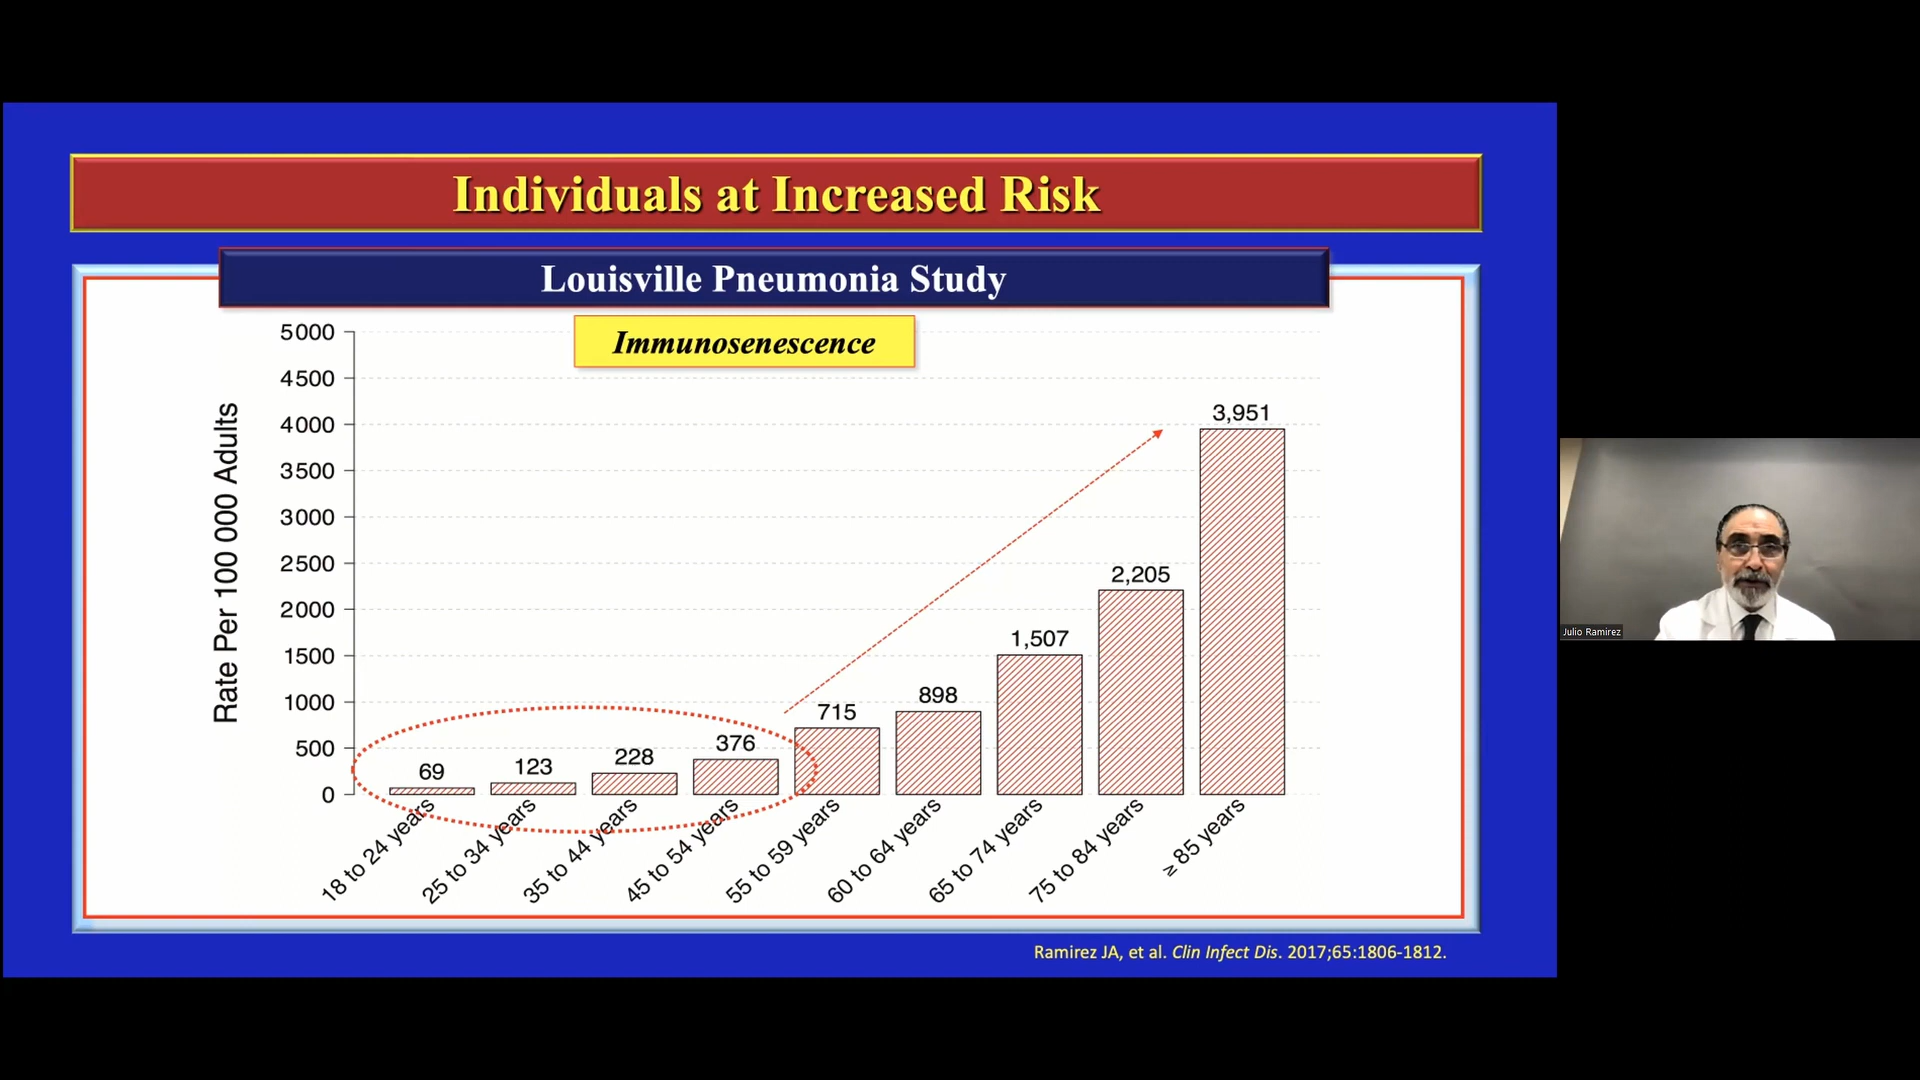 Individuals at Increased Risk
Louisville Pneumonia Study
Immunosenescence
Rate Per 100 000 Adults
5000
4500
4000
3500
3000
2500
2000
1500
1000
500
0
69
123
228
376
715
898
1,507
2,205
3,951
18 to 24 years
25 to 34 years
35 to 44 years
45 to 54 years
55 to 59 years
60 to 64 years
65 to 74 years
75 to 84 years
≥ 85 years
Ramirez JA, et al. Clin Infect Dis. 2017;65:1806-1812.
Julio Ramirez